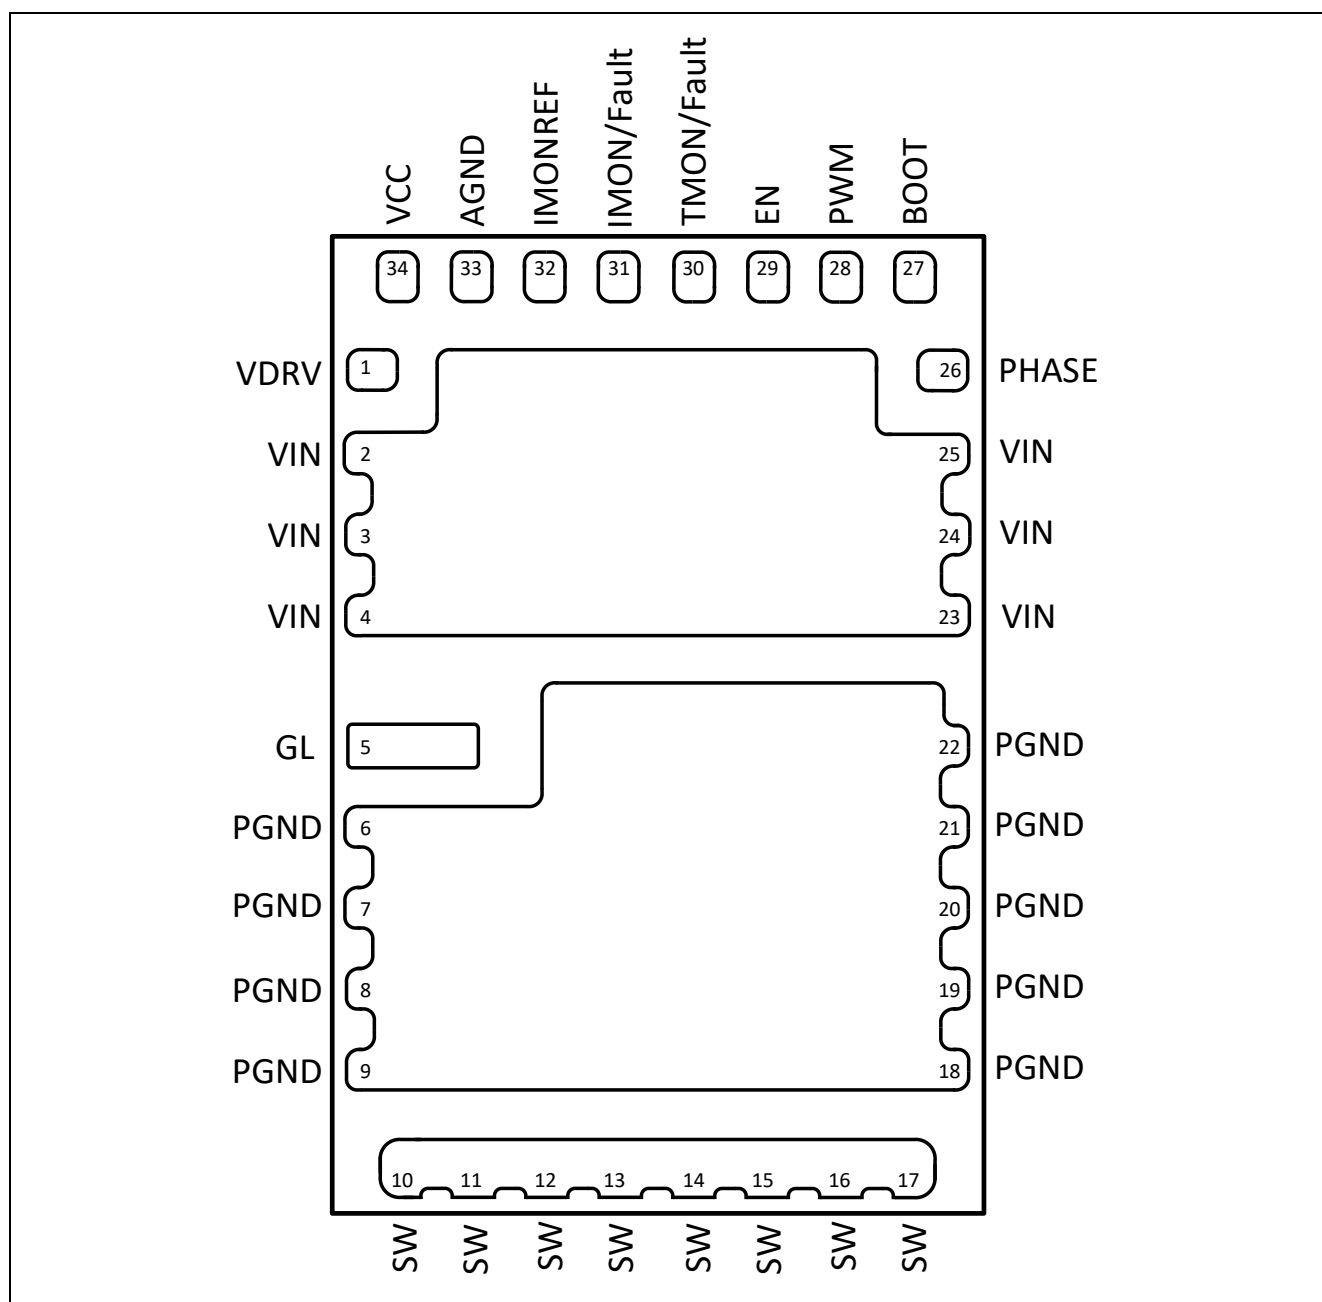 VCC
AGND
IMONREF
IMON/Fault
TMON/Fault
EN
PWM
BOOT
34 33 32 31 30 29 28 27
VDRV 1 26 PHASE
VIN 2 25 VIN
VIN 3 24 VIN
VIN 4 23 VIN
GL 5 22 PGND
PGND 6 21 PGND
PGND 7 20 PGND
PGND 8 19 PGND
PGND 9 18 PGND
10 11 12 13 14 15 16 17
SW
SW
SW
SW
SW
SW
SW
SW